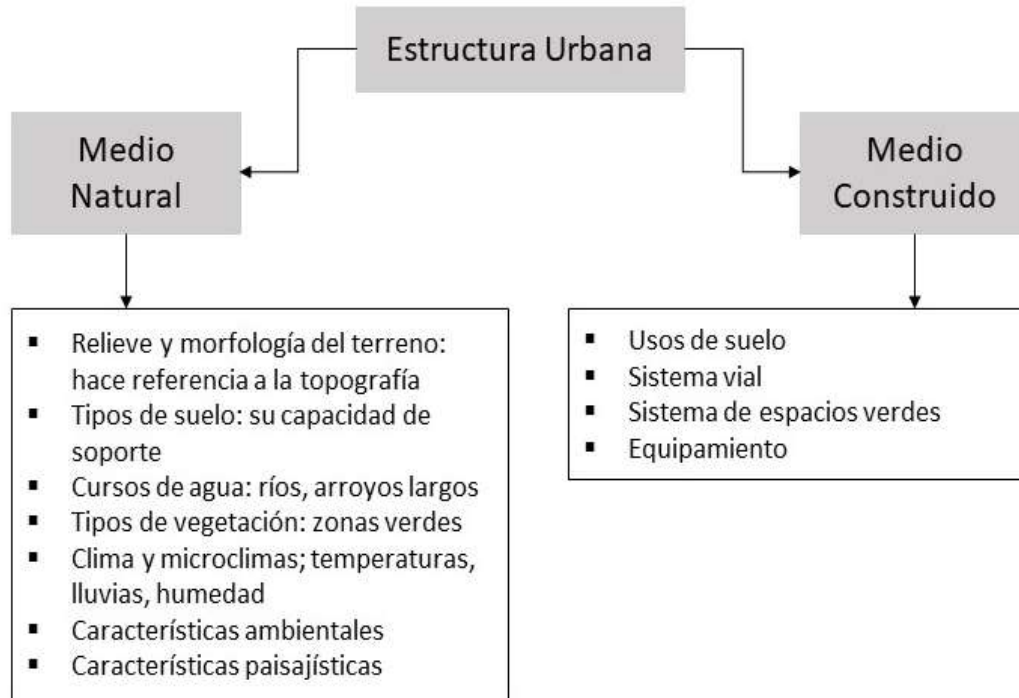 Estructura Urbana
Medio
Natural
Medio
Construido
▪ Relieve y morfología del terreno:
hace referencia a la topografía
▪ Tipos de suelo: su capacidad de
soporte
▪ Cursos de agua: ríos, arroyos largos
▪ Tipos de vegetación: zonas verdes
▪ Clima y microclimas; temperaturas,
lluvias, humedad
▪ Características ambientales
▪ Características paisajísticas
▪ Usos de suelo
▪ Sistema vial
▪ Sistema de espacios verdes
▪ Equipamiento